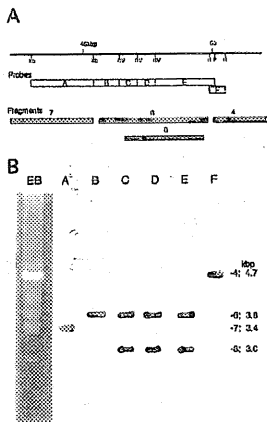 A
Probes
A B C D E F
Fragments
7 6 4
8
B
EB A B C D E F
kbp
-4; 4.7
-6; 3.8
-7; 3.4
-8; 3.0